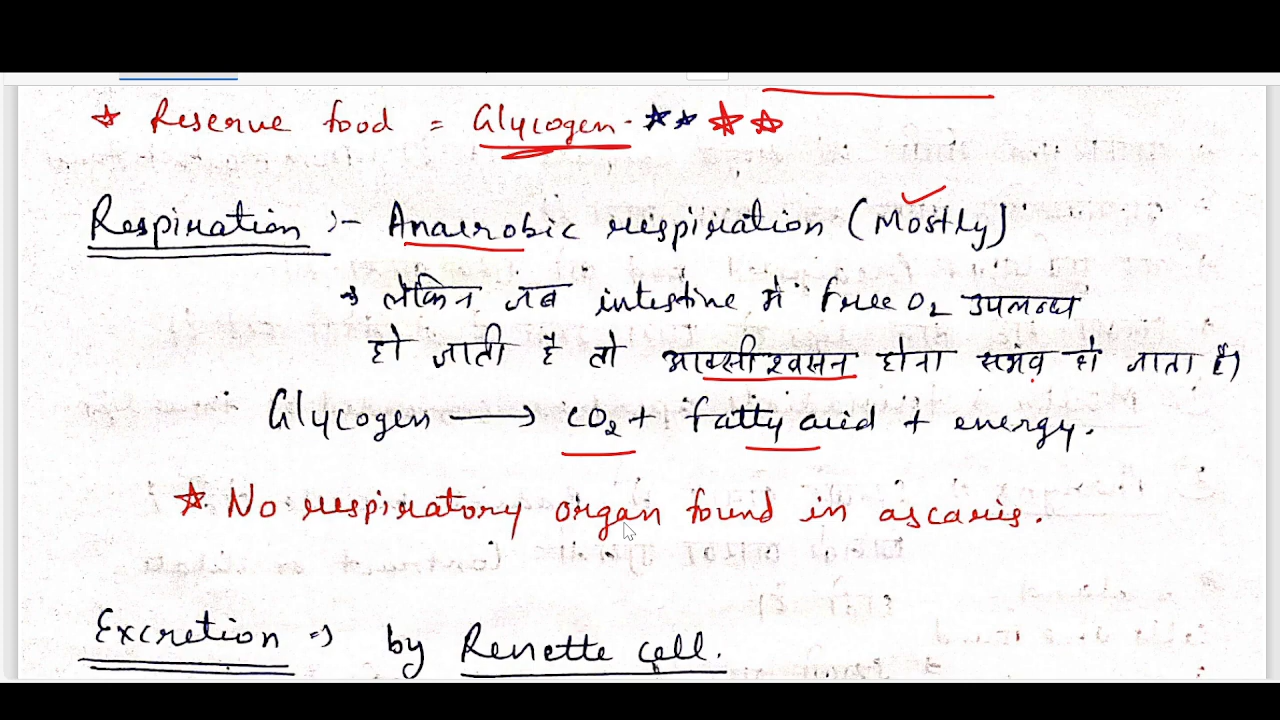 ☆ Reserve food = Glycogen. ☆☆ ☆☆
Respiration :- Anaerobic respiration (Mostly)
→ लेकिन जब intestine में free O₂ उपलब्ध
हो जाती है तो आक्सीश्वसन होना संभव हो जाता है।
Glycogen ⟶ CO₂ + fatty acid + energy.
☆ No respiratory organ found in ascaris.
Excretion ⇒ by Renette cell.